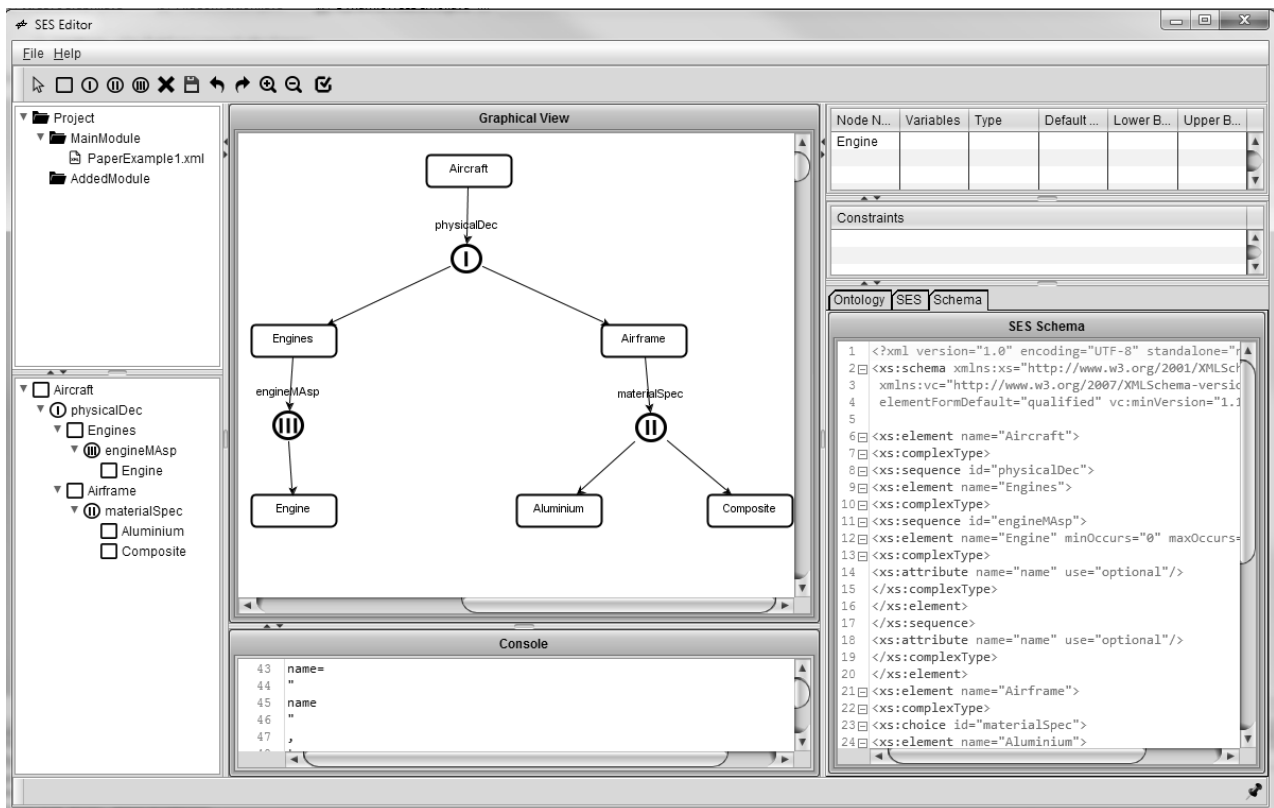 SES Editor
File Help
Project
MainModule
PaperExample1.xml
AddedModule
Aircraft
physicalDec
Engines
engineMAsp
Engine
Airframe
materialSpec
Aluminium
Composite
Graphical View
Aircraft
physicalDec
I
Engines
Airframe
engineMAsp
materialSpec
III
II
Engine
Aluminium
Composite
Console
43 name=
44 "
45 name
46 "
47 ,
Node N... Variables Type Default ... Lower B... Upper B...
Engine
Constraints
Ontology SES Schema
SES Schema
1 <?xml version="1.0" encoding="UTF-8" standalone="
2 <xs:schema xmlns:xs="http://www.w3.org/2001/XMLSch
3 xmlns:vc="http://www.w3.org/2007/XMLSchema-versio
4 elementFormDefault="qualified" vc:minVersion="1.1
5
6 <xs:element name="Aircraft">
7 <xs:complexType>
8 <xs:sequence id="physicalDec">
9 <xs:element name="Engines">
10 <xs:complexType>
11 <xs:sequence id="engineMAsp">
12 <xs:element name="Engine" minOccurs="0" maxOccurs=
13 <xs:complexType>
14 <xs:attribute name="name" use="optional"/>
15 </xs:complexType>
16 </xs:element>
17 </xs:sequence>
18 <xs:attribute name="name" use="optional"/>
19 </xs:complexType>
20 </xs:element>
21 <xs:element name="Airframe">
22 <xs:complexType>
23 <xs:choice id="materialSpec">
24 <xs:element name="Aluminium">